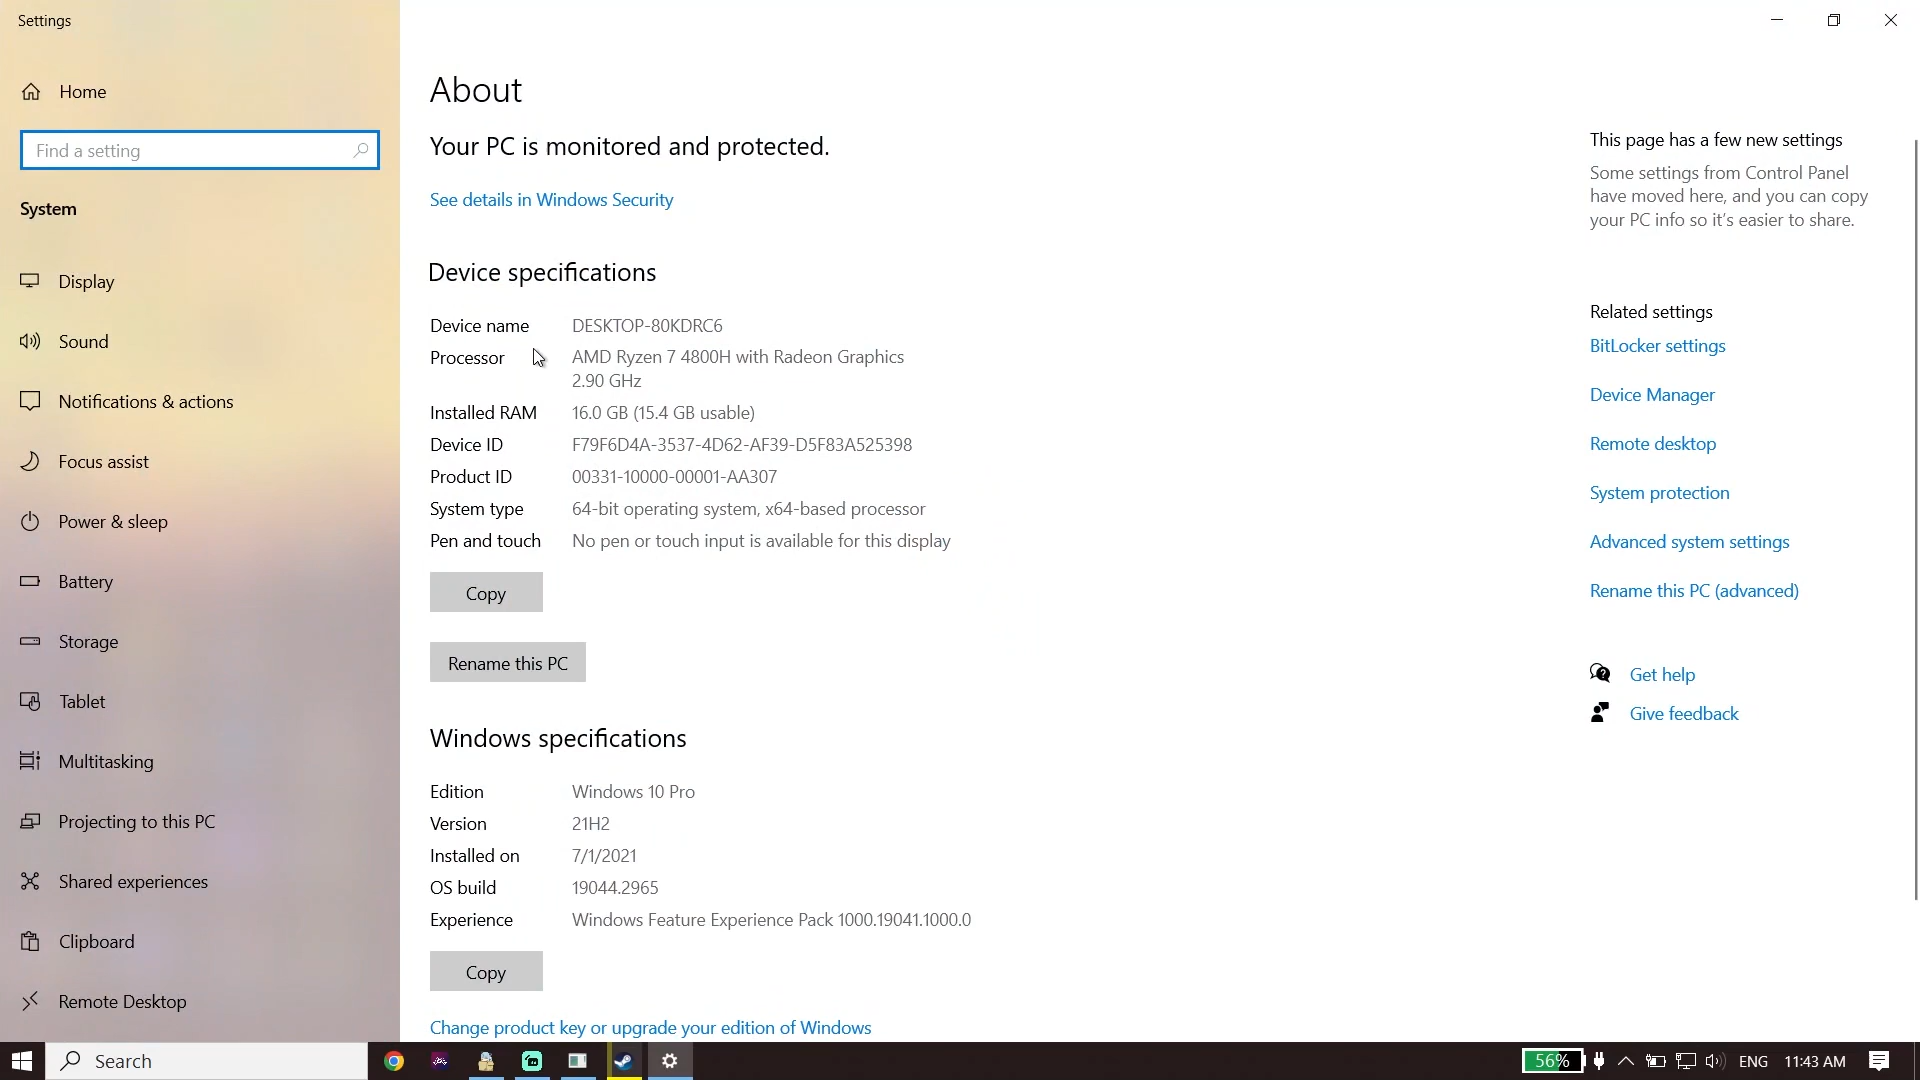 Settings
Home
Find a setting
System
Display
Sound
Notifications & actions
Focus assist
Power & sleep
Battery
Storage
Tablet
Multitasking
Projecting to this PC
Shared experiences
Clipboard
Remote Desktop
About
Your PC is monitored and protected.
See details in Windows Security
Device specifications
Device name DESKTOP-80KDRC6
Processor AMD Ryzen 7 4800H with Radeon Graphics
2.90 GHz
Installed RAM 16.0 GB (15.4 GB usable)
Device ID F79F6D4A-3537-4D62-AF39-D5F83A525398
Product ID 00331-10000-00001-AA307
System type 64-bit operating system, x64-based processor
Pen and touch No pen or touch input is available for this display
Copy
Rename this PC
Windows specifications
Edition Windows 10 Pro
Version 21H2
Installed on 7/1/2021
OS build 19044.2965
Experience Windows Feature Experience Pack 1000.19041.1000.0
Copy
Change product key or upgrade your edition of Windows
This page has a few new settings
Some settings from Control Panel
have moved here, and you can copy
your PC info so it's easier to share.
Related settings
BitLocker settings
Device Manager
Remote desktop
System protection
Advanced system settings
Rename this PC (advanced)
Get help
Give feedback
Search
56%
ENG
11:43 AM